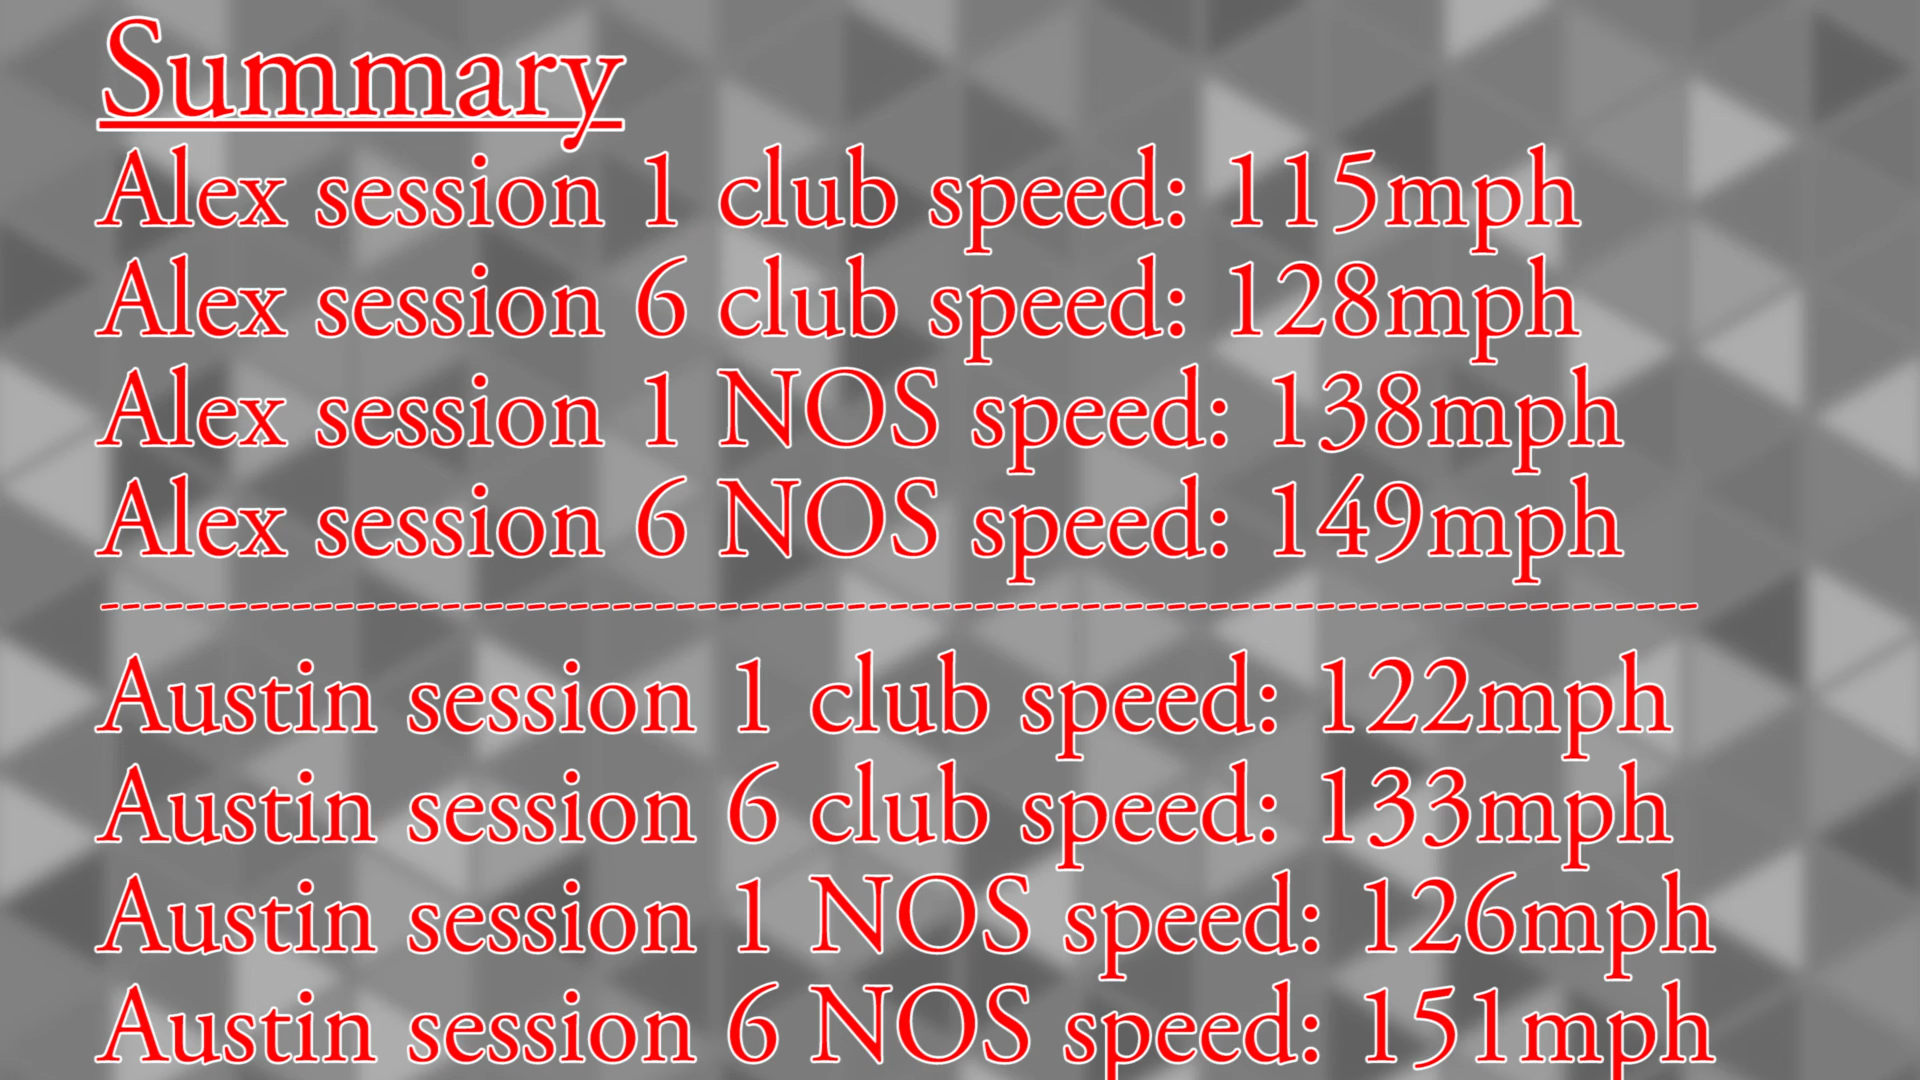 Summary
Alex session 1 club speed: 115mph
Alex session 6 club speed: 128mph
Alex session 1 NOS speed: 138mph
Alex session 6 NOS speed: 149mph
Austin session 1 club speed: 122mph
Austin session 6 club speed: 133mph
Austin session 1 NOS speed: 126mph
Austin session 6 NOS speed: 151mph